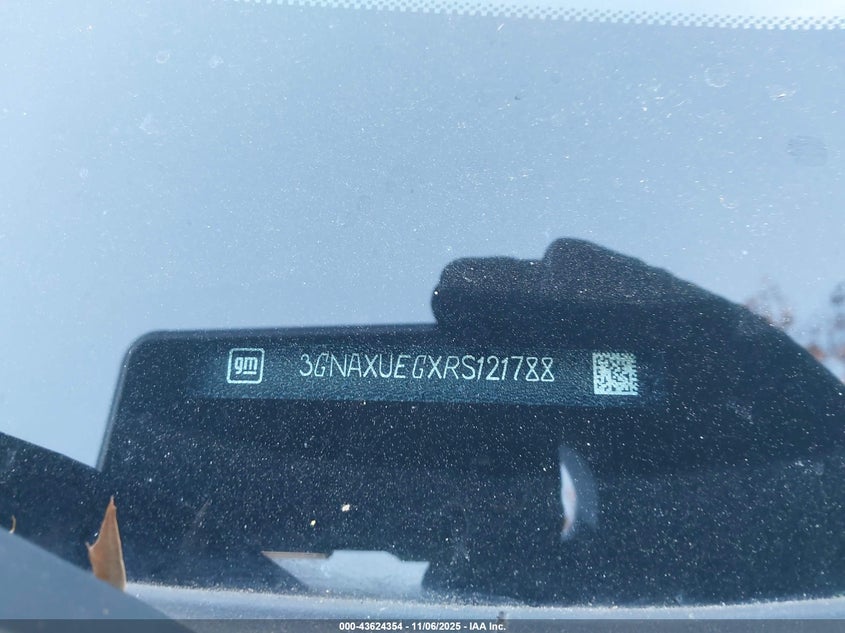 gm 3GNAXUEGXRS121788
000-43624354 - 11/06/2025 - IAA Inc.